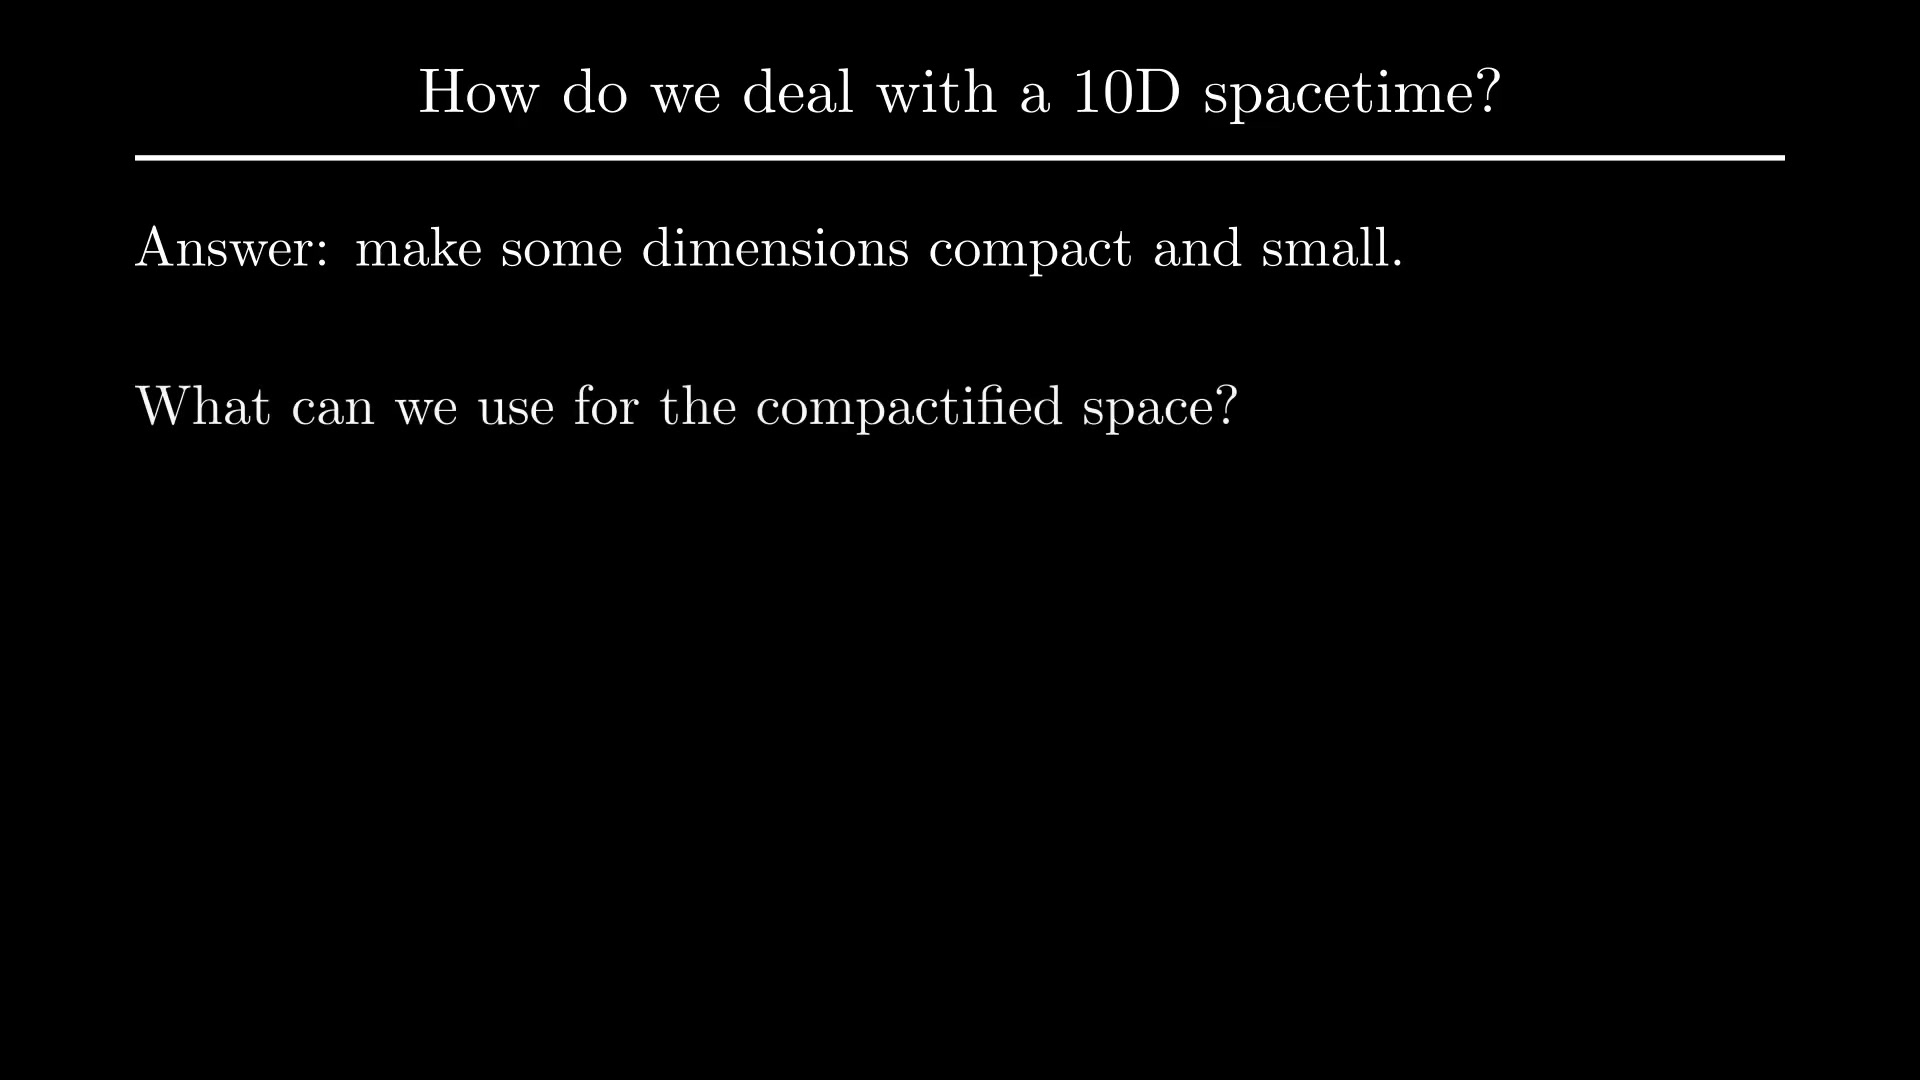 How do we deal with a 10D spacetime?
Answer: make some dimensions compact and small.
What can we use for the compactified space?